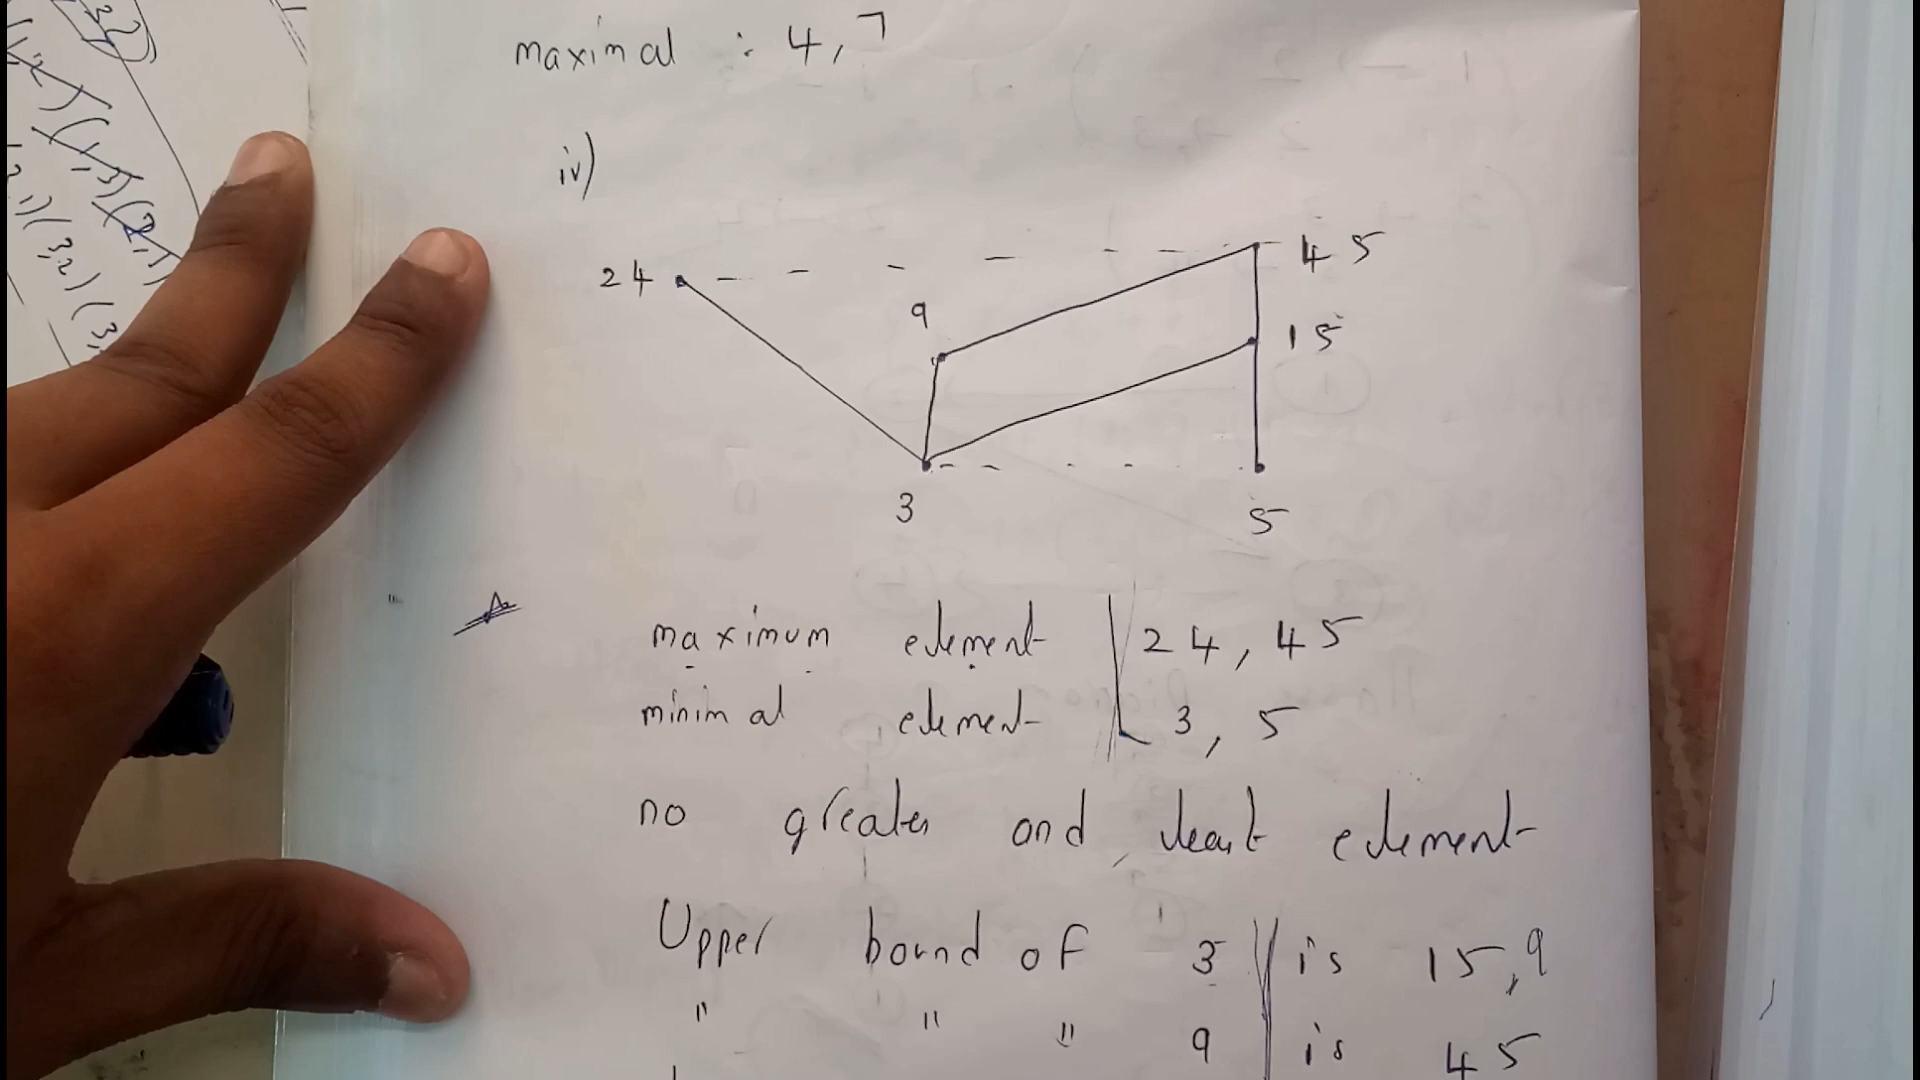 maximal : 4, 7
iv)
24 45
9
15
3 5
maximum element 24, 45
minimal element 3, 5
no greater and least element
Upper bound of 3 is 15, 9
" " " 9 is 45